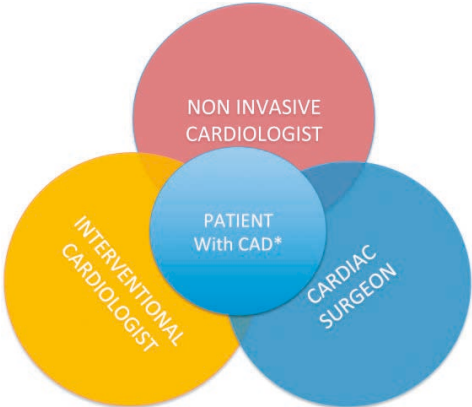 NON INVASIVE
CARDIOLOGIST
PATIENT
With CAD*
INTERVENTIONAL
CARDIOLOGIST
CARDIAC
SURGEON